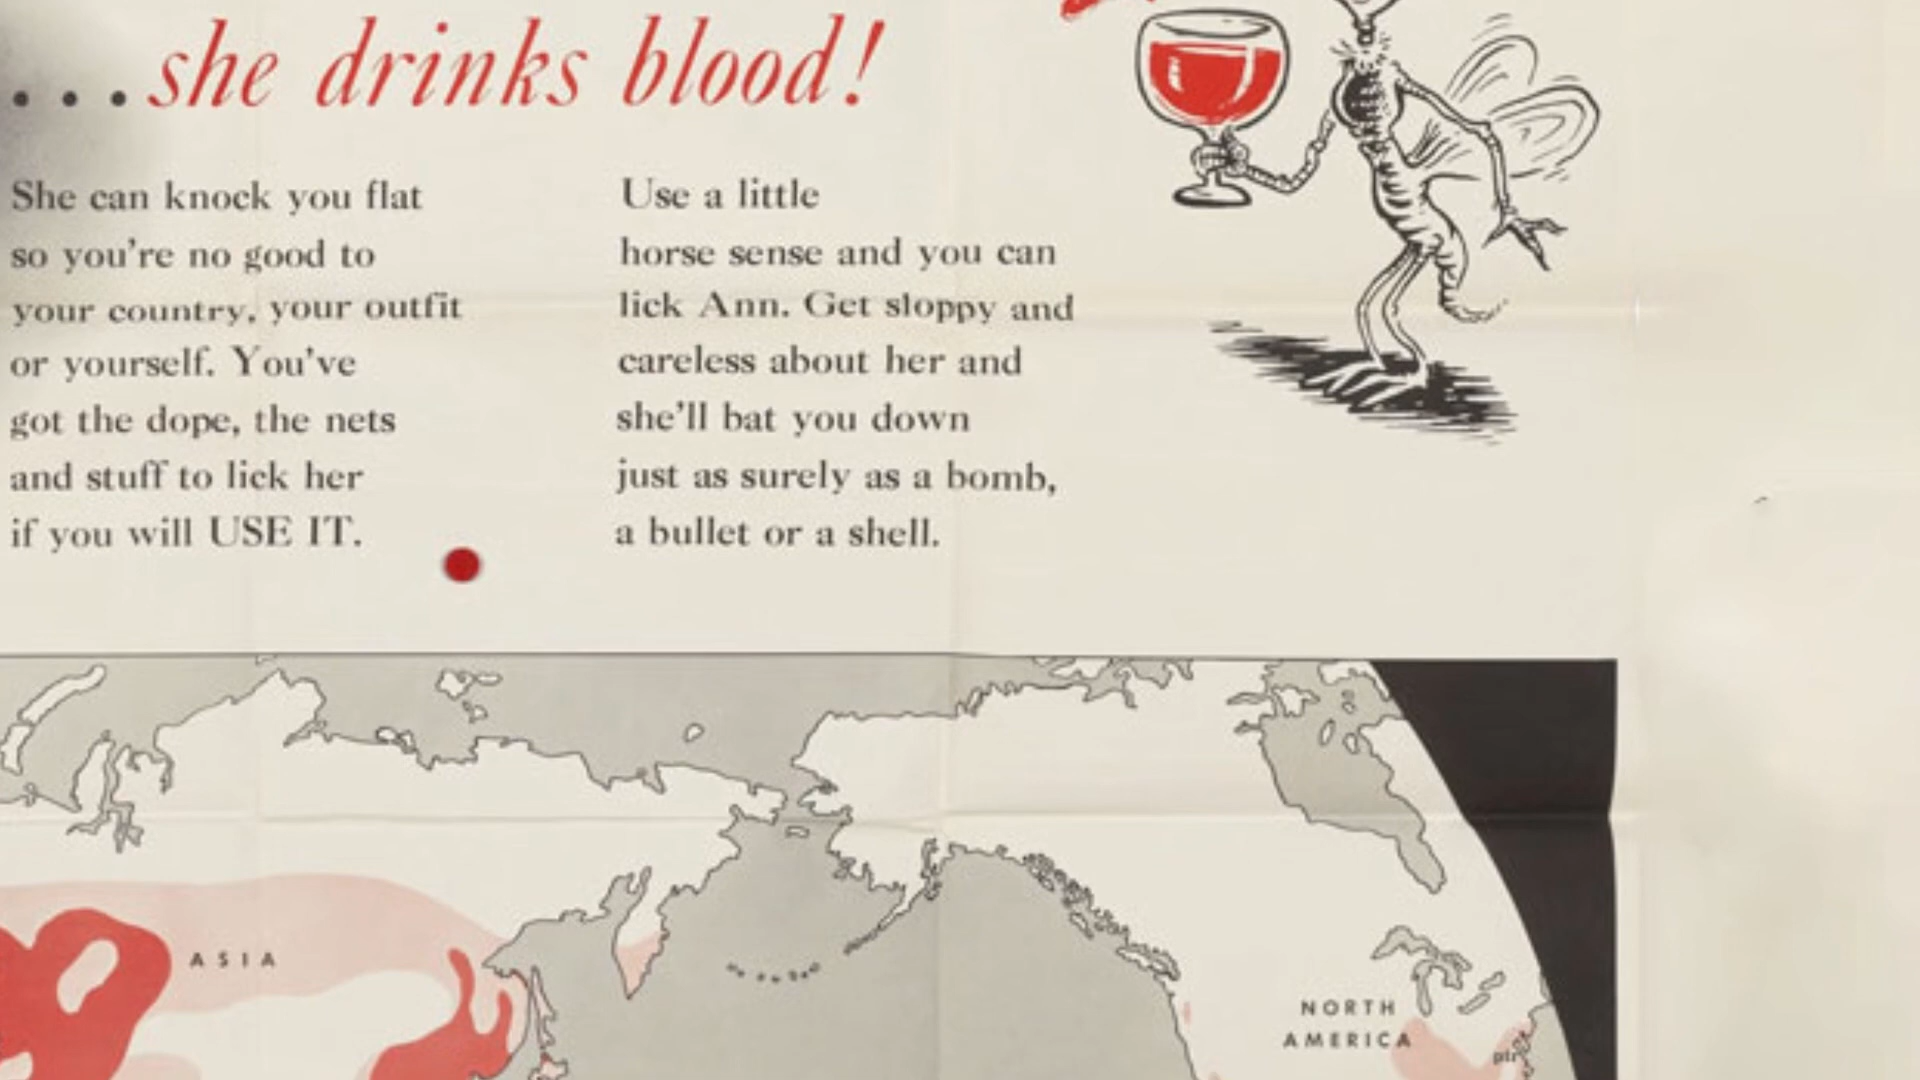 ...she drinks blood!
She can knock you flat
so you're no good to
your country, your outfit
or yourself. You've
got the dope, the nets
and stuff to lick her
if you will USE IT.
Use a little
horse sense and you can
lick Ann. Get sloppy and
careless about her and
she'll bat you down
just as surely as a bomb,
a bullet or a shell.
ASIA
NORTH
AMERICA